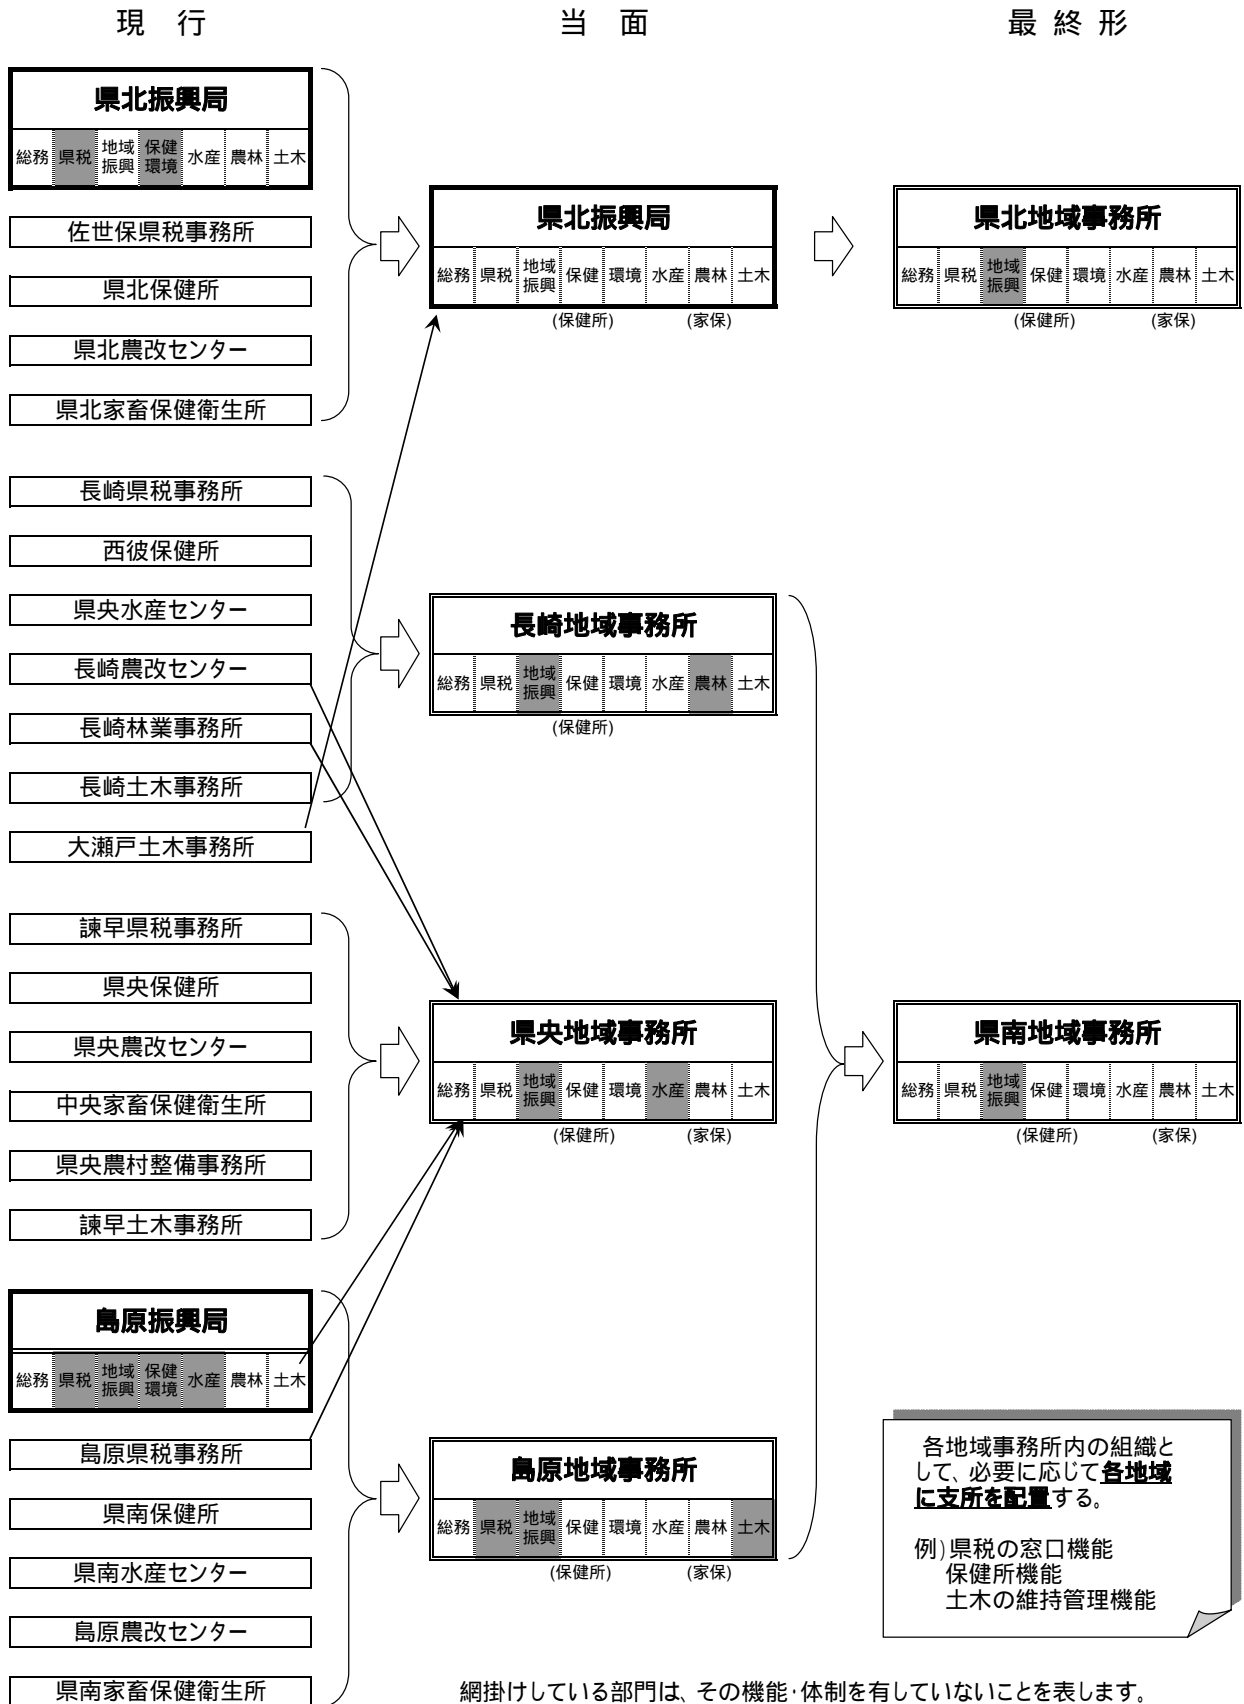 現 行
当 面
最 終 形
県北振興局
総務 県税 地域振興 保健環境 水産 農林 土木
佐世保県税事務所
県北保健所
県北農改センター
県北家畜保健衛生所
県北振興局
総務 県税 地域振興 保健 環境 水産 農林 土木
(保健所) (家保)
県北地域事務所
総務 県税 地域振興 保健 環境 水産 農林 土木
(保健所) (家保)
長崎県税事務所
西彼保健所
県央水産センター
長崎農改センター
長崎林業事務所
長崎土木事務所
大瀬戸土木事務所
長崎地域事務所
総務 県税 地域振興 保健 環境 水産 農林 土木
(保健所)
諫早県税事務所
県央保健所
県央農改センター
中央家畜保健衛生所
県央農村整備事務所
諫早土木事務所
県央地域事務所
総務 県税 地域振興 保健 環境 水産 農林 土木
(保健所) (家保)
県南地域事務所
総務 県税 地域振興 保健 環境 水産 農林 土木
(保健所) (家保)
島原振興局
総務 県税 地域振興 保健環境 水産 農林 土木
島原県税事務所
県南保健所
県南水産センター
島原農改センター
県南家畜保健衛生所
島原地域事務所
総務 県税 地域振興 保健 環境 水産 農林 土木
(保健所) (家保)
各地域事務所内の組織と
して、必要に応じて各地域
に支所を配置する。
例)県税の窓口機能
保健所機能
土木の維持管理機能
網掛けしている部門は、その機能・体制を有していないことを表します。